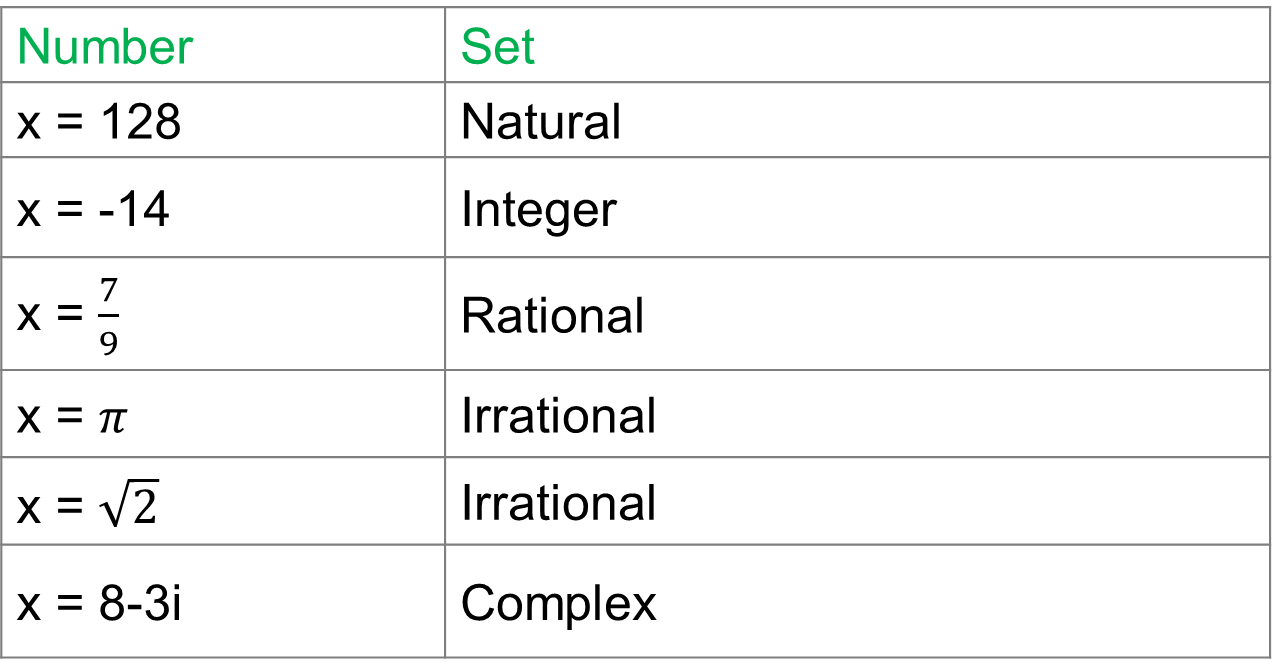 Number Set
x = 128 Natural
x = -14 Integer
x = 7/9 Rational
x = π Irrational
x = √2 Irrational
x = 8-3i Complex